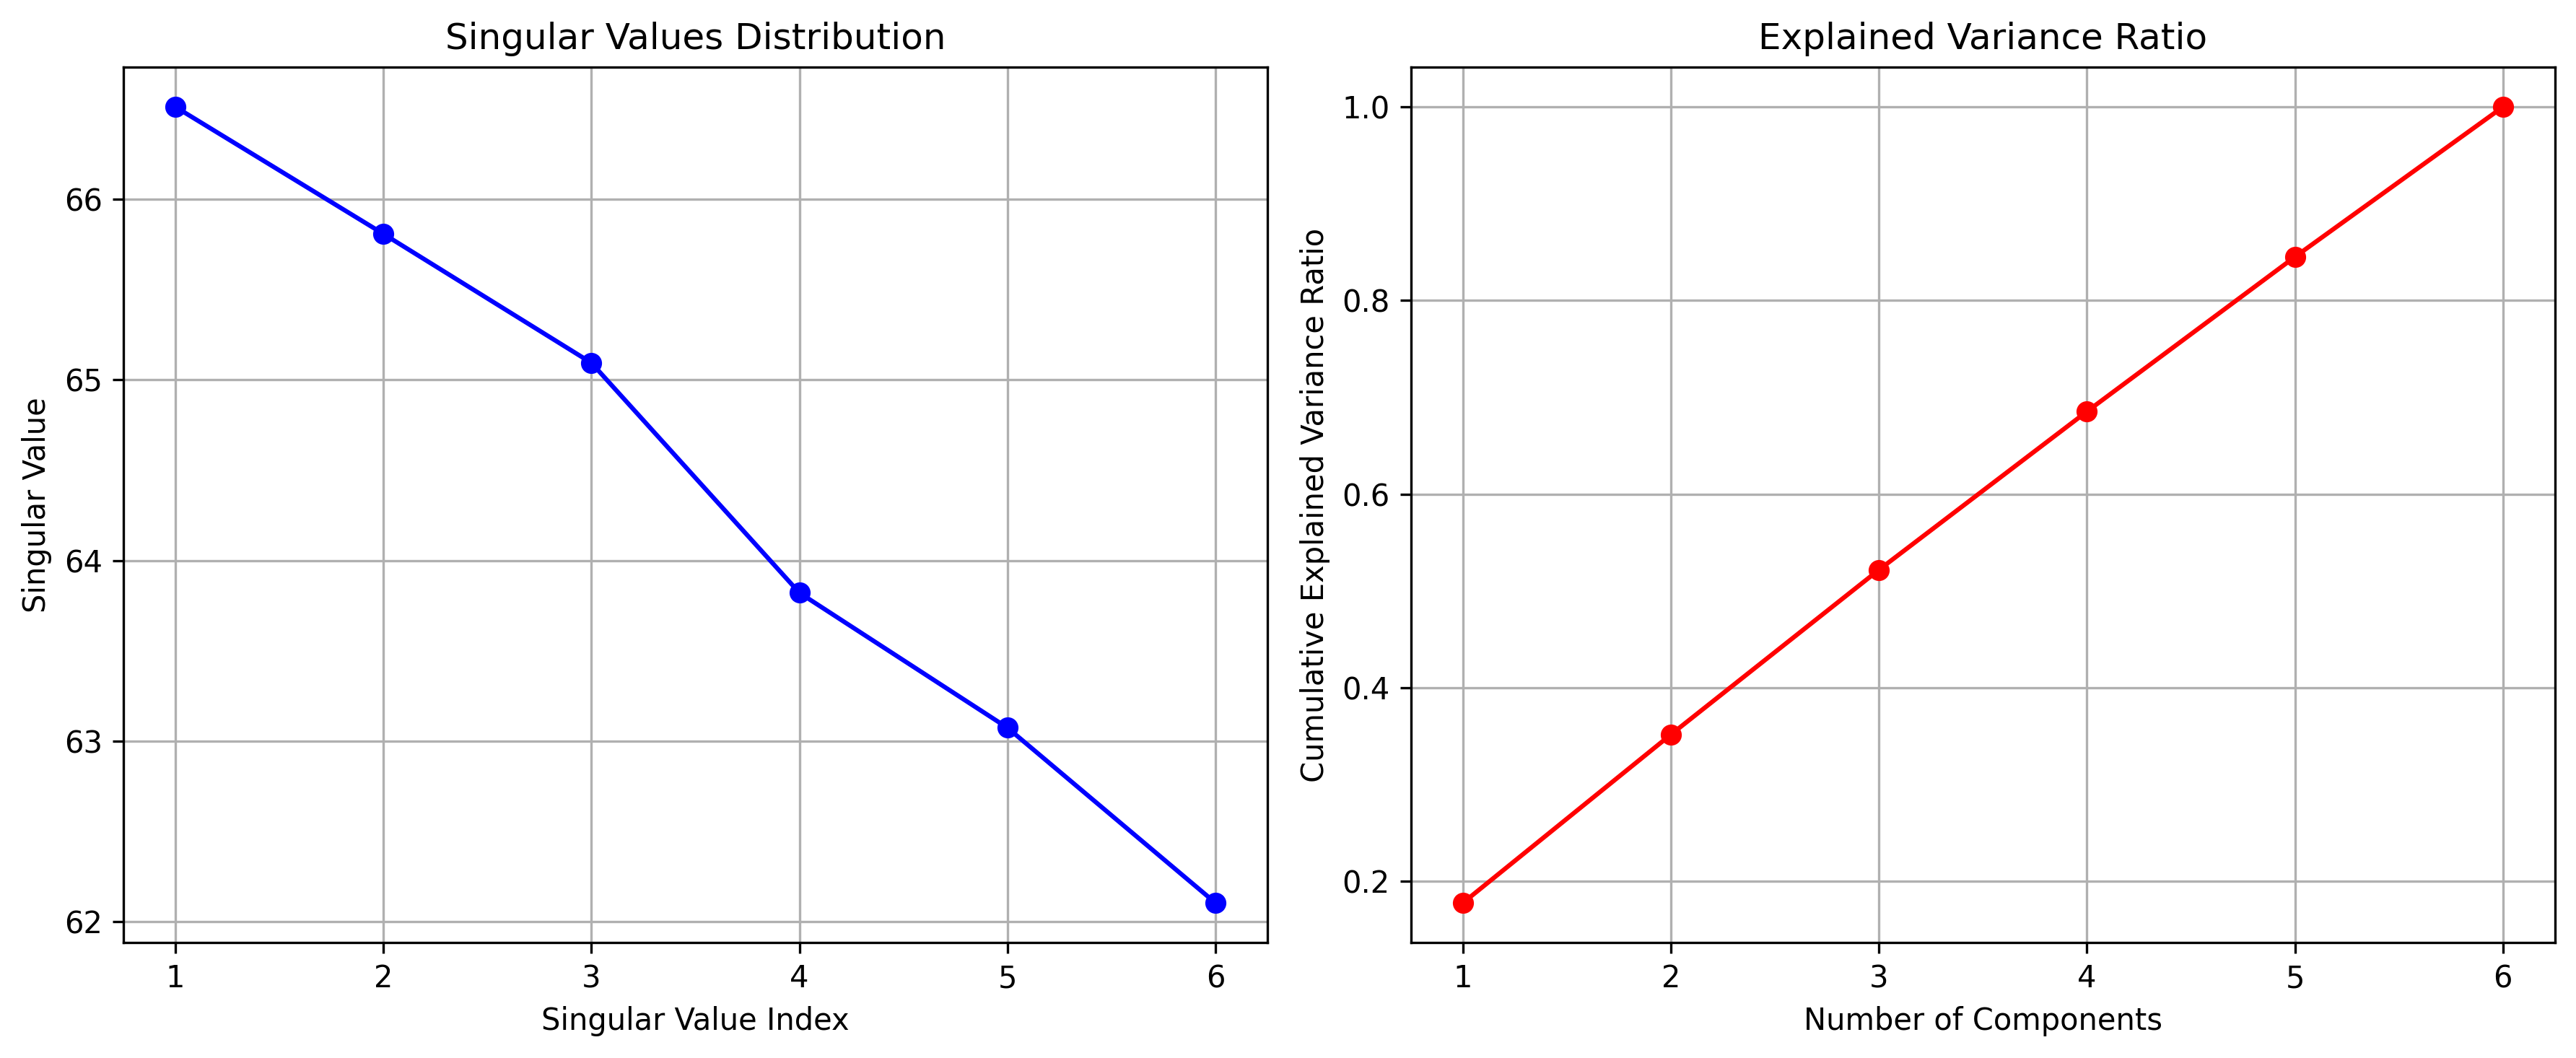 Singular Values Distribution
Singular Value
66
65
64
63
62
1 2 3 4 5 6
Singular Value Index
Explained Variance Ratio
Cumulative Explained Variance Ratio
1.0
0.8
0.6
0.4
0.2
1 2 3 4 5 6
Number of Components